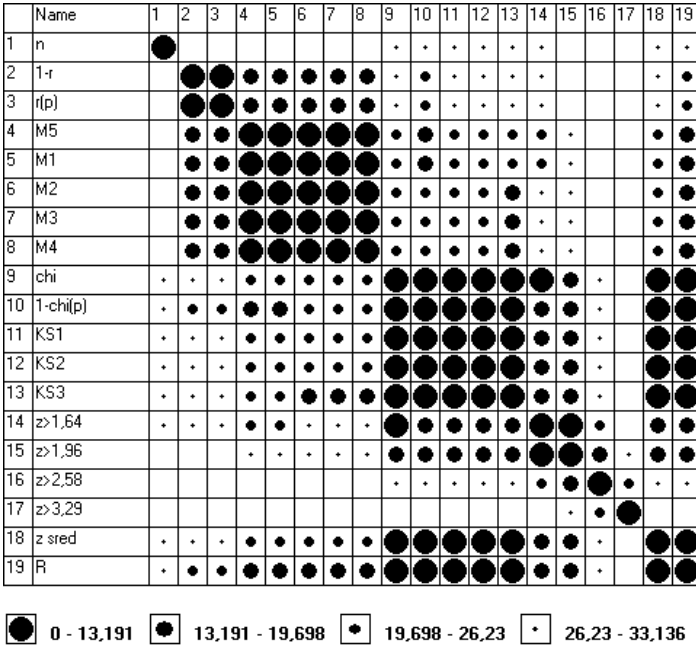 Name 1 2 3 4 5 6 7 8 9 10 11 12 13 14 15 16 17 18 19
1 n
2 1-r
3 r(p)
4 M5
5 M1
6 M2
7 M3
8 M4
9 chi
10 1-chi(p)
11 KS1
12 KS2
13 KS3
14 z>1,64
15 z>1,96
16 z>2,58
17 z>3,29
18 z sred
19 R
0 - 13,191 13,191 - 19,698 19,698 - 26,23 26,23 - 33,136